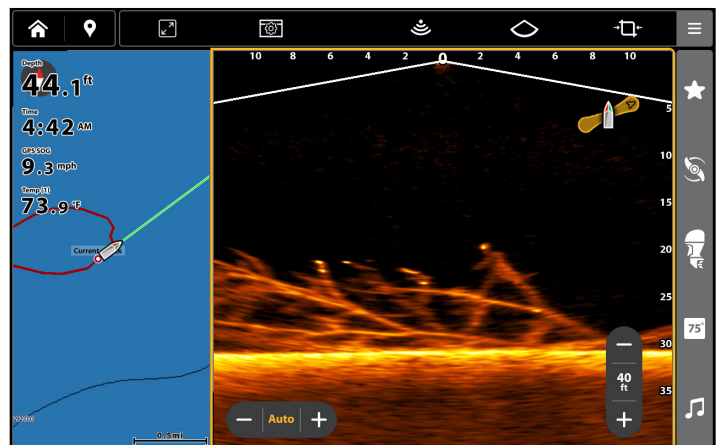 Depth
44.1 ft
Time
4:42 AM
GPS SOG
9.3 mph
Temp (1)
73.9 °F
Current
0.5mi
10 8 6 4 2 0 2 4 6 8 10
5
10
15
20
25
30
35
− Auto +
−
40
ft
+
75°